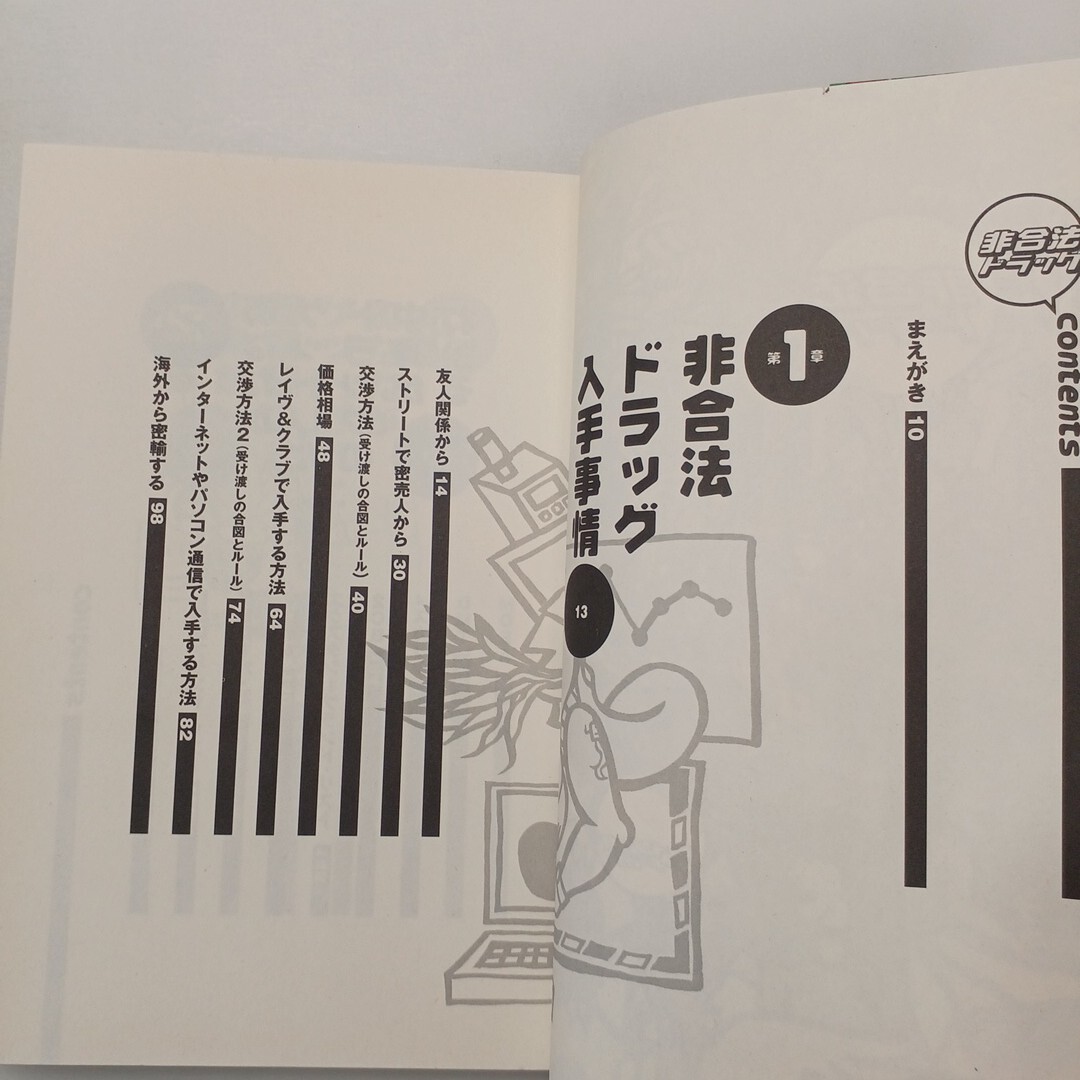 非合法
ドラッグ
contents
まえがき 10
第1章
非合法
ドラッグ
入手事情
13
友人関係から 14
ストリートで密売人から 30
交渉方法(受け渡しの合図とルール) 40
価格相場 48
レイヴ&クラブで入手する方法 64
交渉方法2(受け渡しの合図とルール) 74
インターネットやパソコン通信で入手する方法 82
海外から密輸する 98